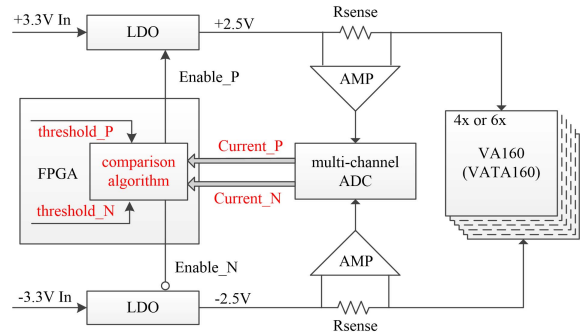 +3.3V In
LDO
+2.5V
Rsense
Enable_P
AMP
threshold_P
FPGA
comparison
algorithm
threshold_N
Current_P
Current_N
multi-channel
ADC
4x or 6x
VA160
(VATA160)
Enable_N
AMP
-3.3V In
LDO
-2.5V
Rsense